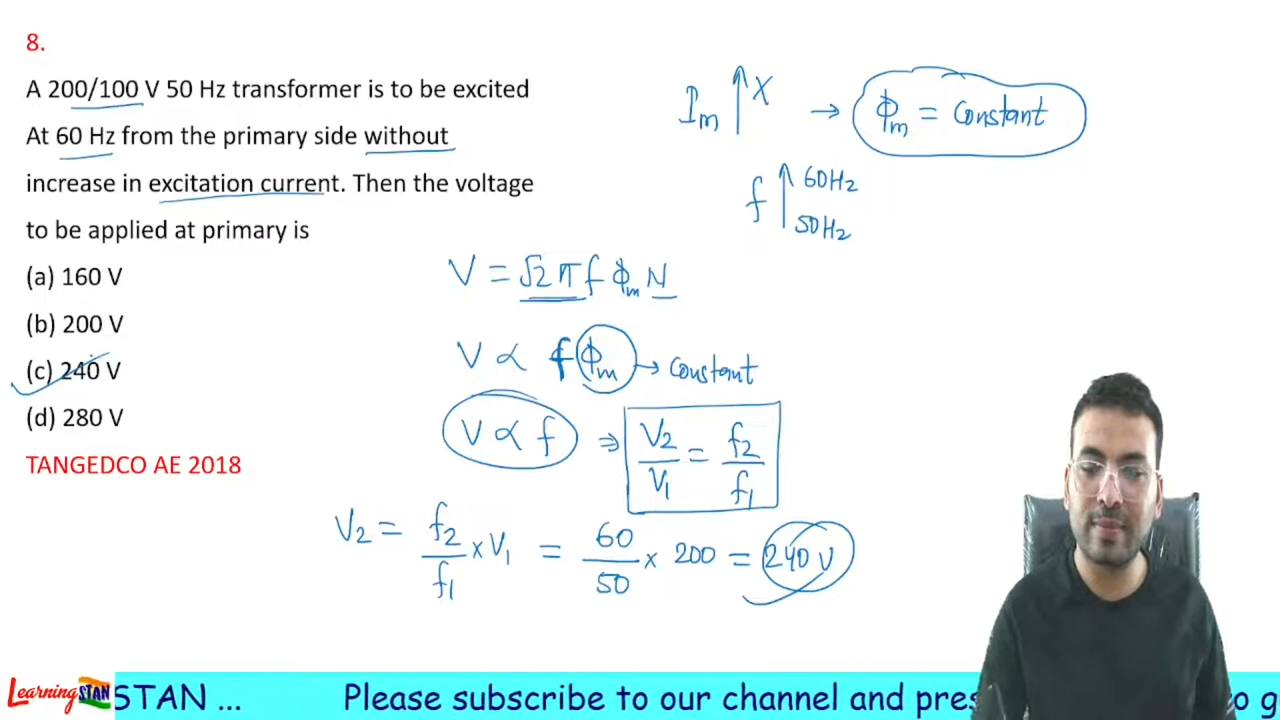 8.
A 200/100 V 50 Hz transformer is to be excited
At 60 Hz from the primary side without
increase in excitation current. Then the voltage
to be applied at primary is
(a) 160 V
(b) 200 V
(c) 240 V
(d) 280 V
TANGEDCO AE 2018
Im ↑ X → ϕm = Constant
f ↑ 60Hz
50Hz
V = √2 π f ϕm N
V ∝ f ϕm → Constant
V ∝ f ⇒ V2/V1 = f2/f1
V2 = f2/f1 × V1 = 60/50 × 200 = 240 V
LearningSTAN STAN ... Please subscribe to our channel and pres o g